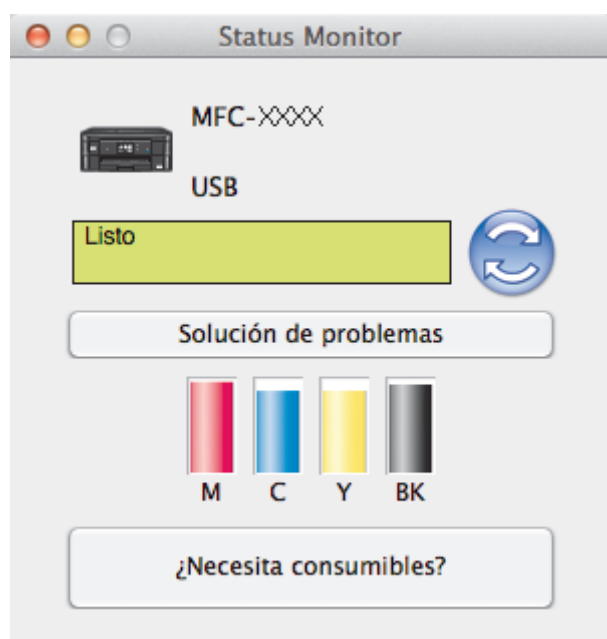 Status Monitor
MFC-XXXX
USB
Listo
Solución de problemas
M C Y BK
¿Necesita consumibles?